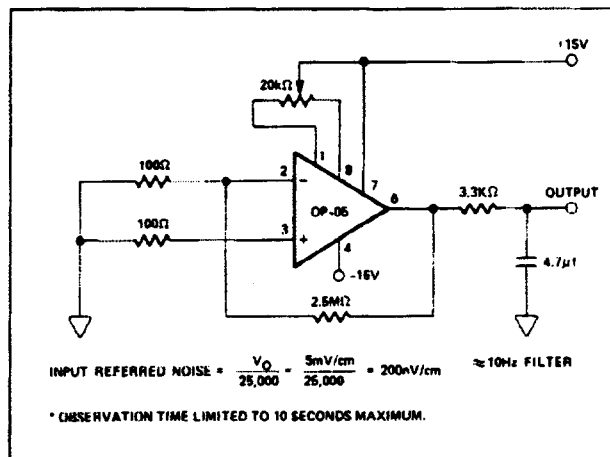 +15V
20kΩ
1
8
7
100Ω
2
-
6
3.3KΩ
OUTPUT
OP-05
100Ω
3
+
4
-15V
4.7µf
2.5MΩ
INPUT REFERRED NOISE = VO / 25,000 = 5mV/cm / 25,000 = 200nV/cm ≈10Hz FILTER
* OBSERVATION TIME LIMITED TO 10 SECONDS MAXIMUM.